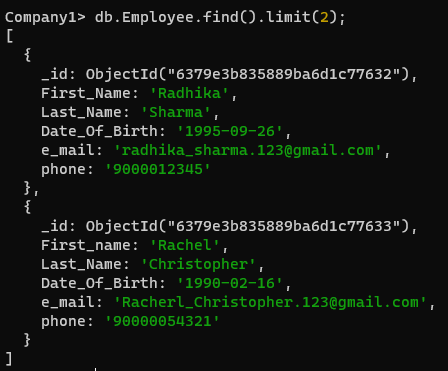 Company1> db.Employee.find().limit(2);
[
  {
    _id: ObjectId("6379e3b835889ba6d1c77632"),
    First_Name: 'Radhika',
    Last_Name: 'Sharma',
    Date_Of_Birth: '1995-09-26',
    e_mail: 'radhika_sharma.123@gmail.com',
    phone: '9000012345'
  },
  {
    _id: ObjectId("6379e3b835889ba6d1c77633"),
    First_name: 'Rachel',
    Last_Name: 'Christopher',
    Date_Of_Birth: '1990-02-16',
    e_mail: 'Racherl_Christopher.123@gmail.com',
    phone: '90000054321'
  }
]